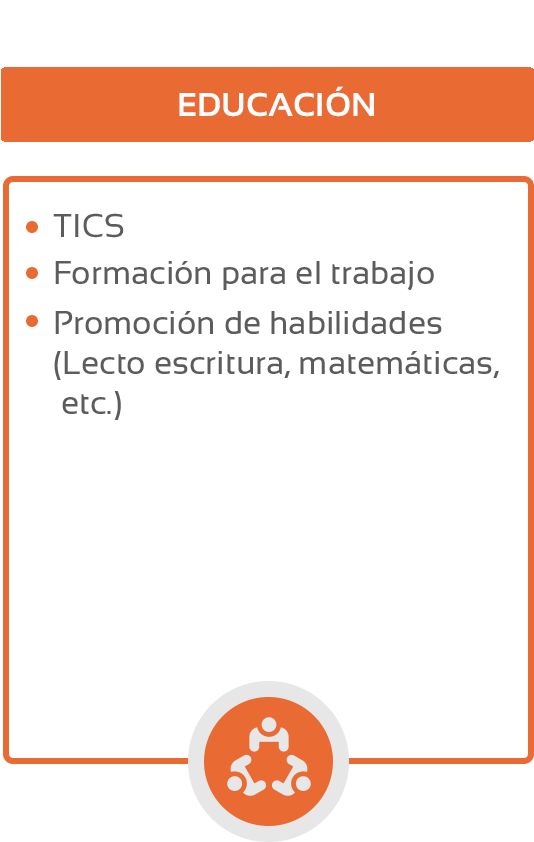 EDUCACIÓN
• TICS
• Formación para el trabajo
• Promoción de habilidades
(Lecto escritura, matemáticas,
etc.)